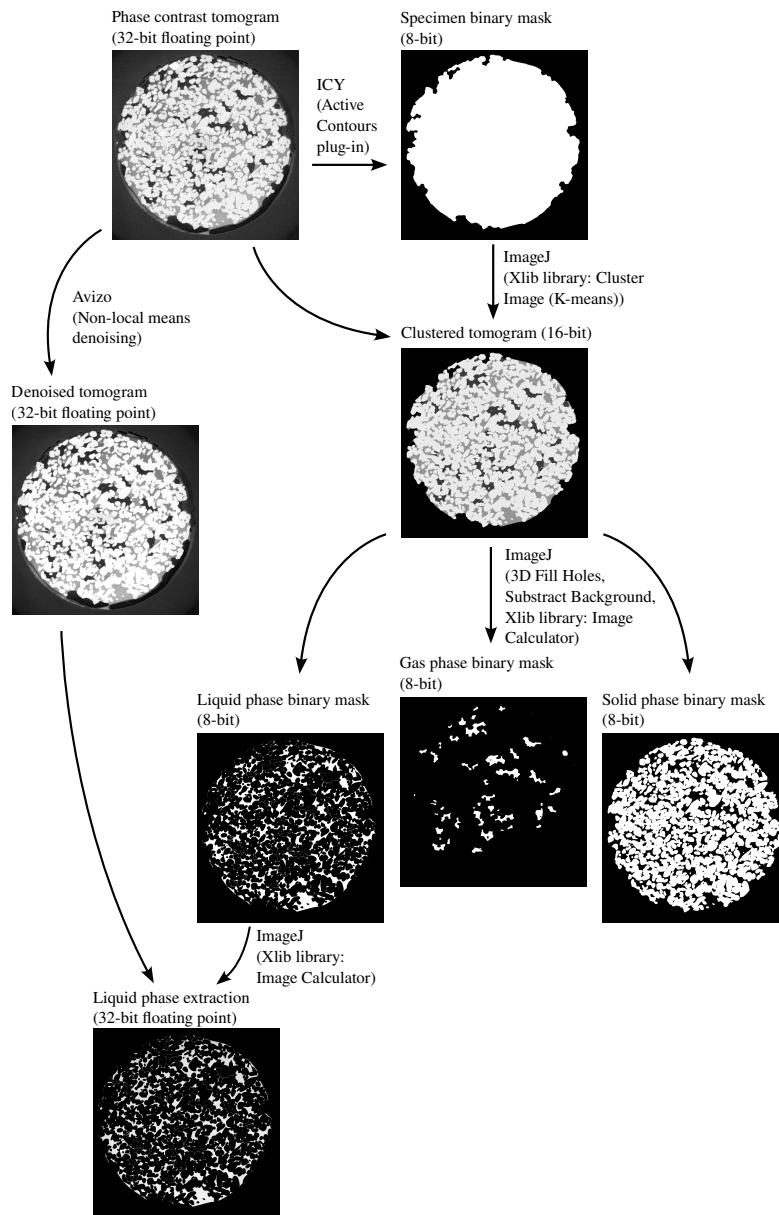 Phase contrast tomogram
(32-bit floating point)
Specimen binary mask
(8-bit)
ICY
(Active
Contours
plug-in)
ImageJ
(Xlib library: Cluster
Image (K-means))
Avizo
(Non-local means
denoising)
Clustered tomogram (16-bit)
Denoised tomogram
(32-bit floating point)
ImageJ
(3D Fill Holes,
Substract Background,
Xlib library: Image
Calculator)
Liquid phase binary mask
(8-bit)
Gas phase binary mask
(8-bit)
Solid phase binary mask
(8-bit)
ImageJ
(Xlib library:
Image Calculator)
Liquid phase extraction
(32-bit floating point)